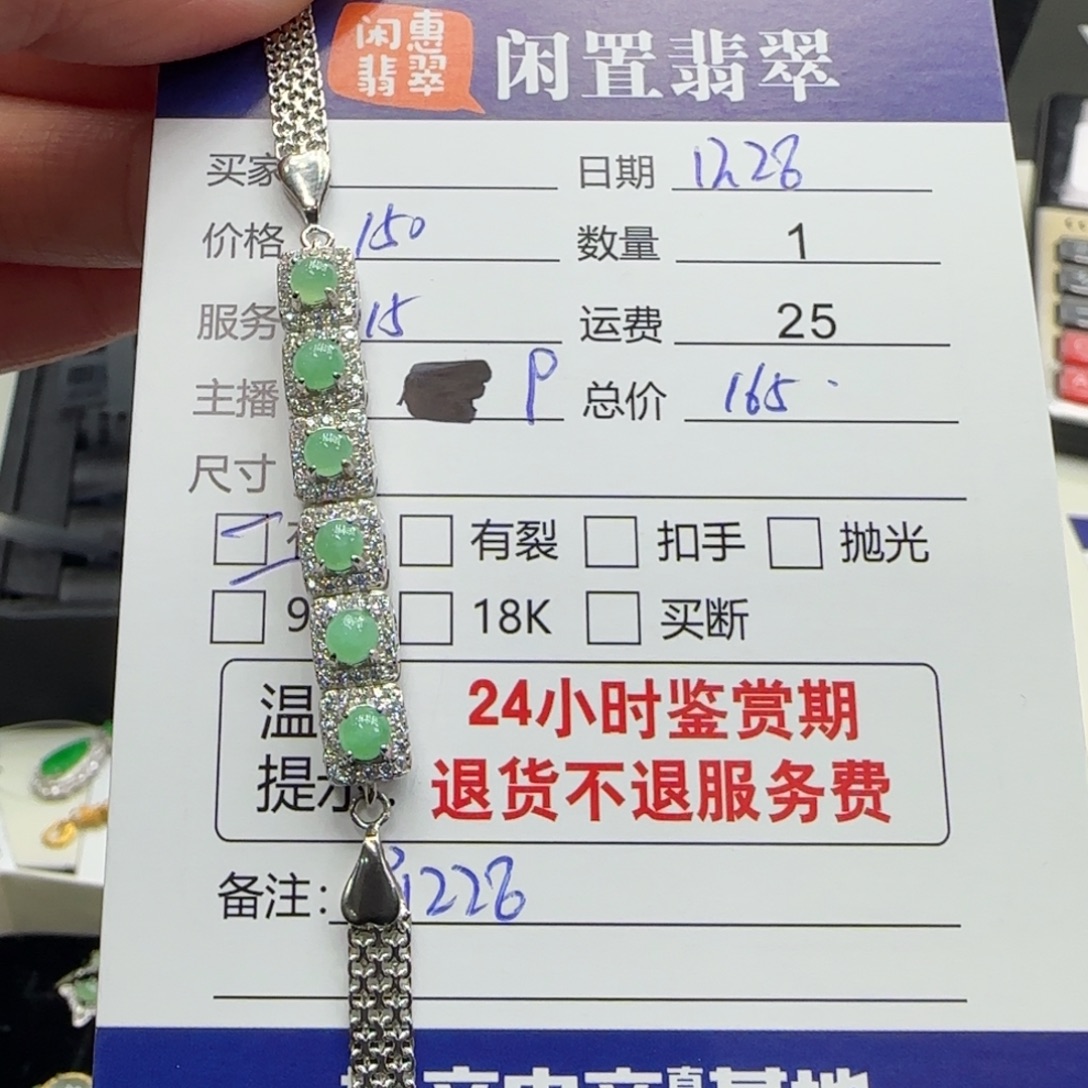 闲惠翡翠 闲置翡翠
买家 日期 12.28
价格 150 数量 1
服务 15 运费 25
主播 P 总价 165
尺寸
有裂 扣手 抛光
9 18K 买断
温 24小时鉴赏期
提示: 退货不退服务费
备注: 1228